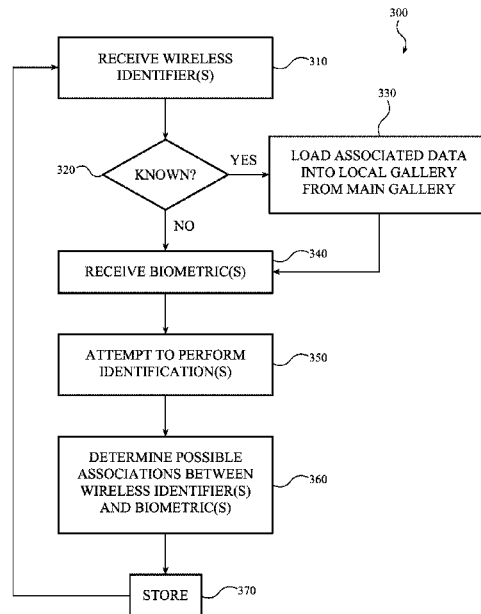 300
RECEIVE WIRELESS
IDENTIFIER(S)
310
320
KNOWN?
YES
NO
330
LOAD ASSOCIATED DATA
INTO LOCAL GALLERY
FROM MAIN GALLERY
RECEIVE BIOMETRIC(S)
340
ATTEMPT TO PERFORM
IDENTIFICATION(S)
350
DETERMINE POSSIBLE
ASSOCIATIONS BETWEEN
WIRELESS IDENTIFIER(S)
AND BIOMETRIC(S)
360
STORE
370